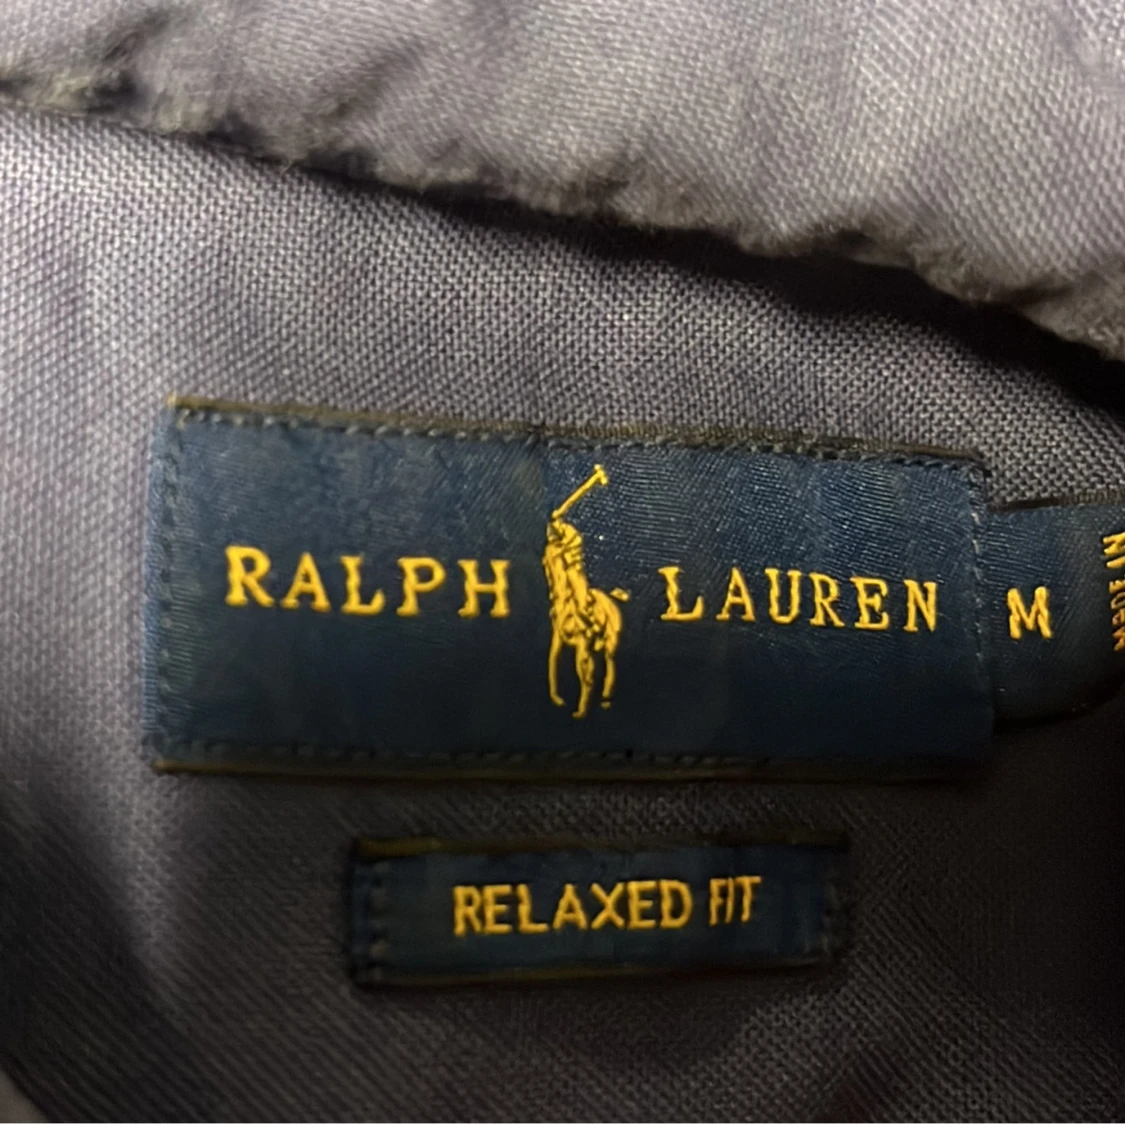 RALPH LAUREN
M
RELAXED FIT